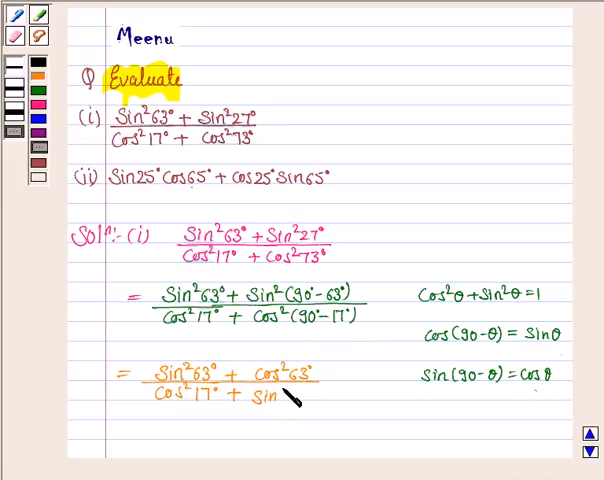 Meenu
Q Evaluate
(i) Sin²63° + Sin²27°
Cos²17° + Cos²73°
(ii) Sin25° Cos65° + Cos25° Sin65°
Soln:- (i) Sin²63° + Sin²27°
Cos²17° + Cos²73°
= Sin²63° + Sin²(90° - 63°)
Cos²17° + Cos²(90° - 17°)
Cos²θ + Sin²θ = 1
Cos(90 - θ) = Sinθ
= Sin²63° + Cos²63°
Cos²17° + Sin
Sin(90 - θ) = Cosθ